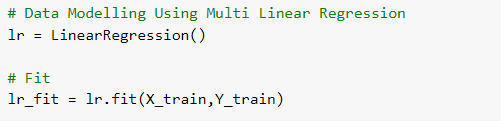 # Data Modelling Using Multi Linear Regression
lr = LinearRegression()
# Fit
lr_fit = lr.fit(X_train,Y_train)